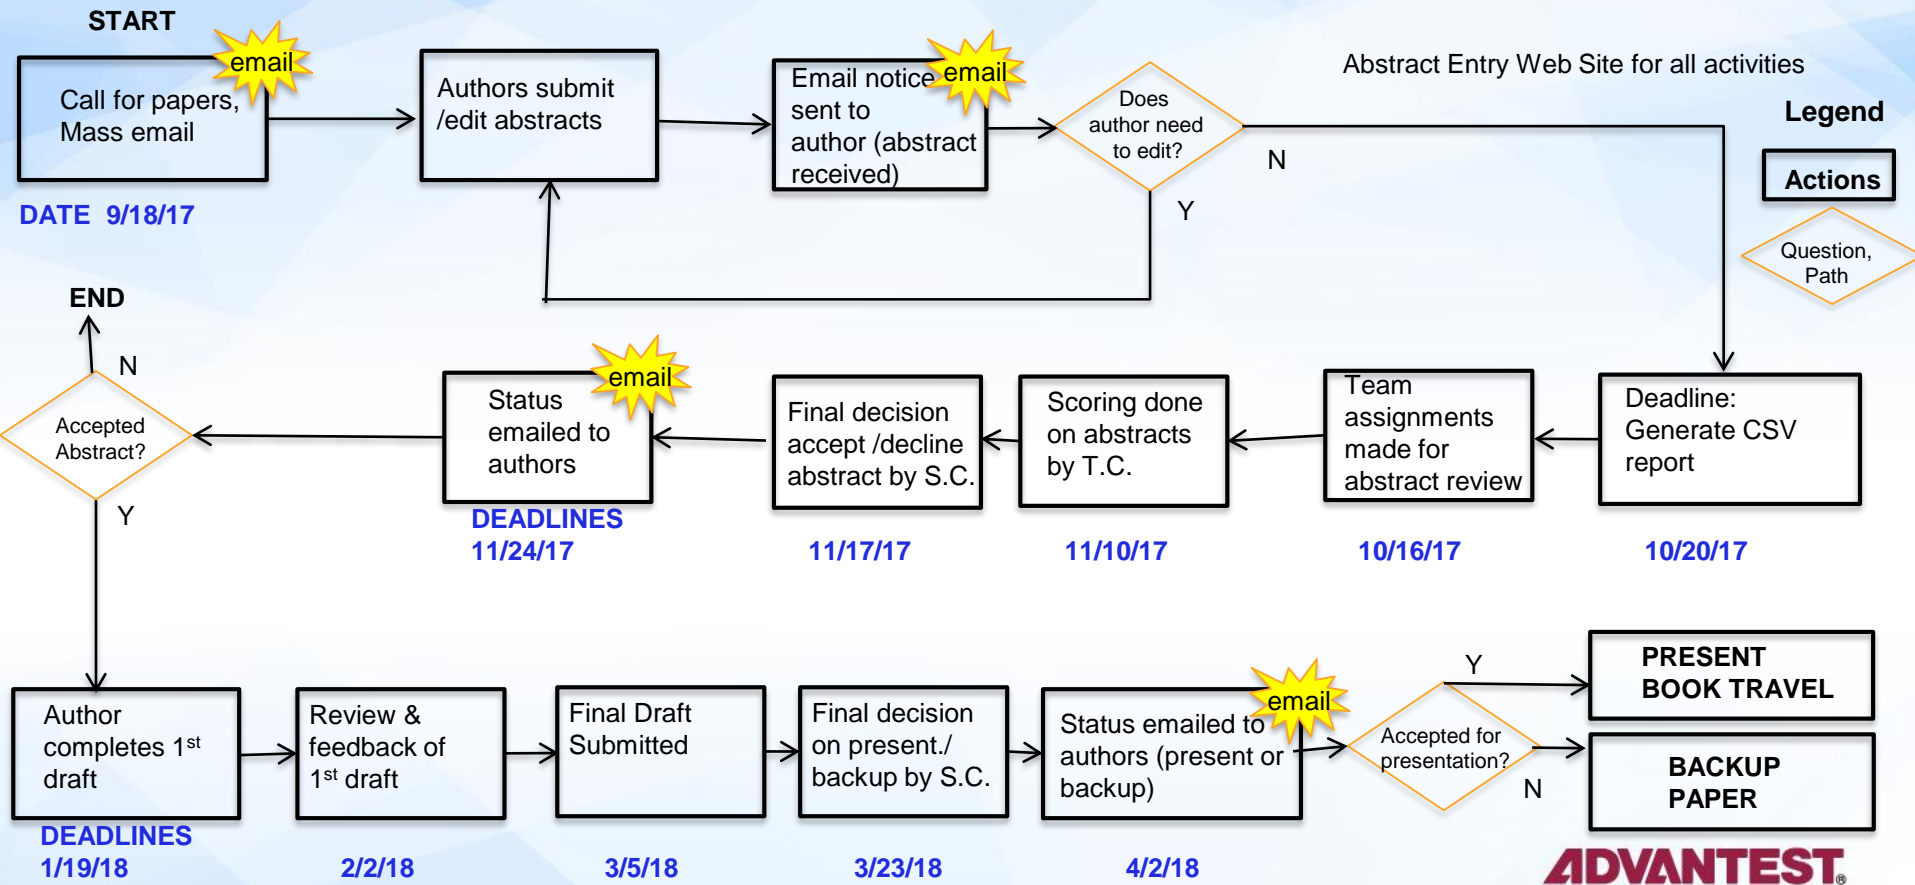 START
email
Call for papers,
Mass email
DATE 9/18/17
Authors submit
/edit abstracts
Email notice
sent to
author (abstract
received)
email
Does
author need
to edit?
N
Y
Abstract Entry Web Site for all activities
Legend
Actions
Question,
Path
END
N
Accepted
Abstract?
Y
Status
emailed to
authors
email
DEADLINES
11/24/17
Final decision
accept /decline
abstract by S.C.
11/17/17
Scoring done
on abstracts
by T.C.
11/10/17
Team
assignments
made for
abstract review
10/16/17
Deadline:
Generate CSV
report
10/20/17
Author
completes 1st
draft
DEADLINES
1/19/18
Review &
feedback of
1st draft
2/2/18
Final Draft
Submitted
3/5/18
Final decision
on present./
backup by S.C.
3/23/18
Status emailed to
authors (present or
backup)
email
4/2/18
Accepted for
presentation?
Y
N
PRESENT
BOOK TRAVEL
BACKUP
PAPER
ADVANTEST®